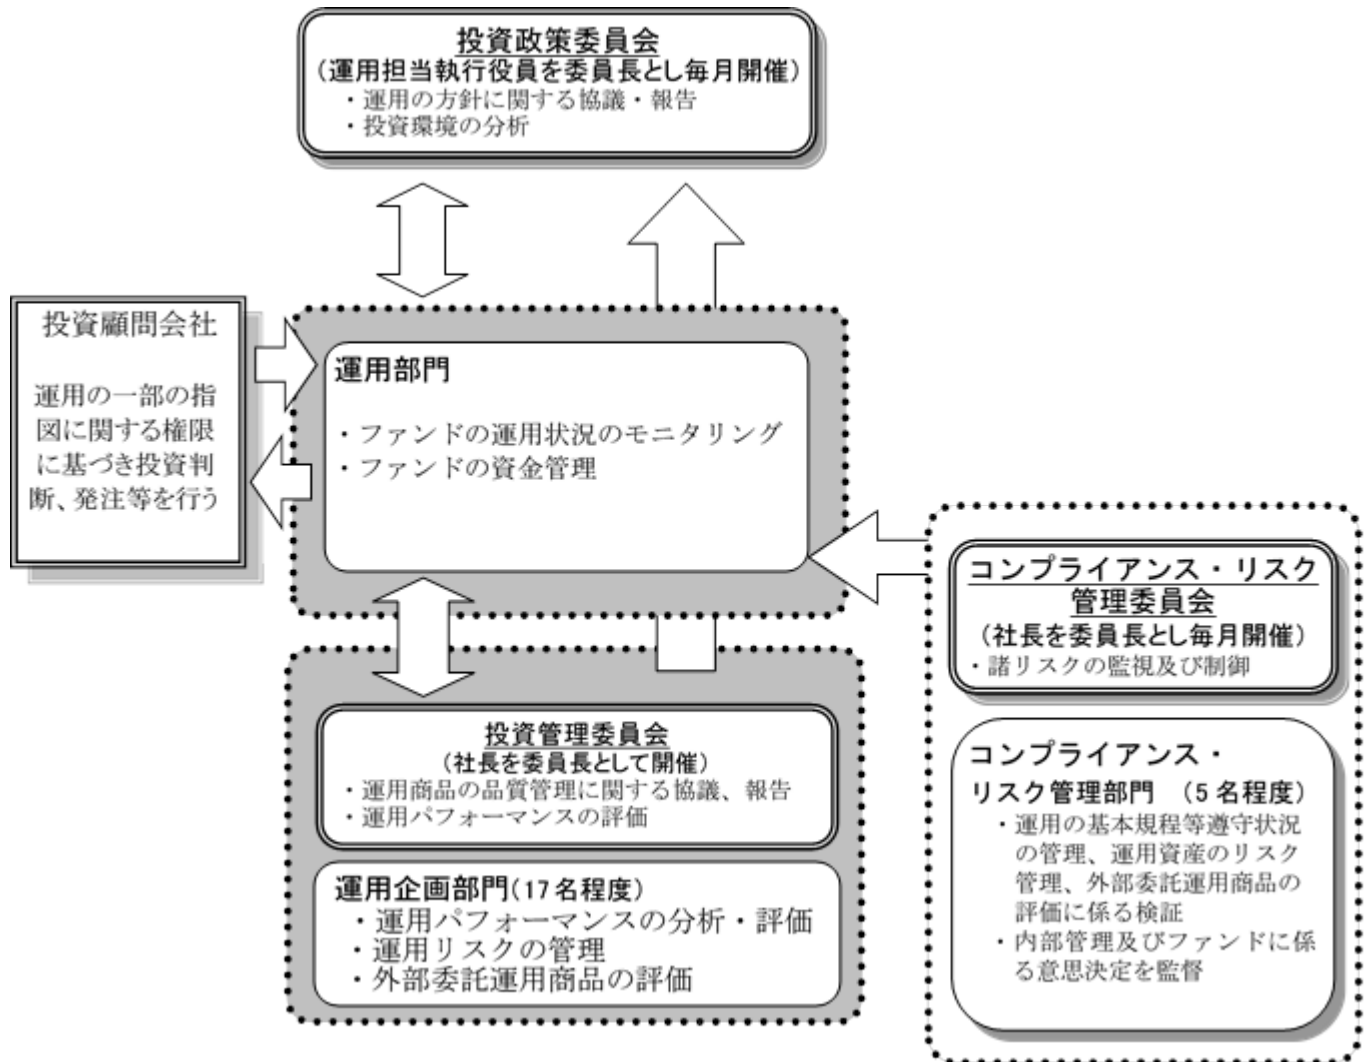 投資政策委員会
(運用担当執行役員を委員長とし毎月開催)
・運用の方針に関する協議・報告
・投資環境の分析
投資顧問会社
運用の一部の指
図に関する権限
に基づき投資判
断、発注等を行う
運用部門
・ファンドの運用状況のモニタリング
・ファンドの資金管理
コンプライアンス・リスク
管理委員会
(社長を委員長とし毎月開催)
・諸リスクの監視及び制御
投資管理委員会
(社長を委員長として開催)
・運用商品の品質管理に関する協議、報告
・運用パフォーマンスの評価
運用企画部門(17名程度)
・運用パフォーマンスの分析・評価
・運用リスクの管理
・外部委託運用商品の評価
コンプライアンス・
リスク管理部門 (5名程度)
・運用の基本規程等遵守状況
の管理、運用資産のリスク
管理、外部委託運用商品の
評価に係る検証
・内部管理及びファンドに係
る意思決定を監督